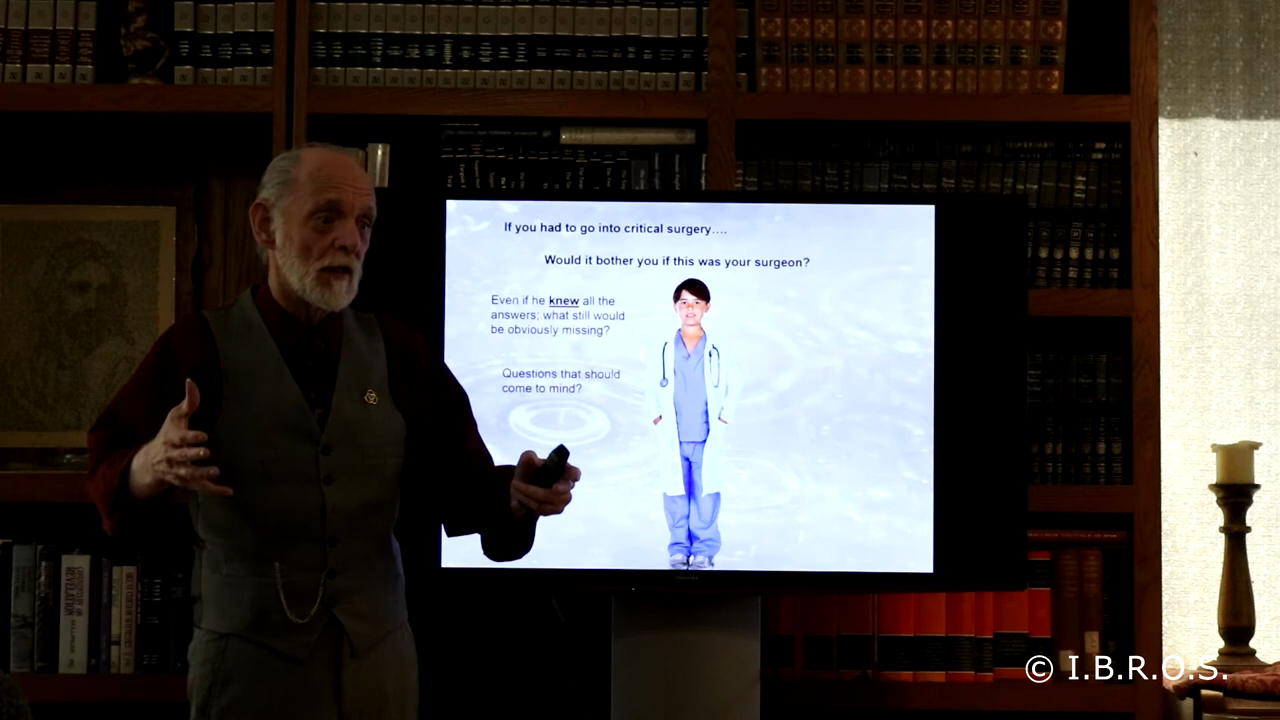 If you had to go into critical surgery....
Would it bother you if this was your surgeon?
Even if he knew all the
answers; what still would
be obviously missing?
Questions that should
come to mind?
REVELATION
© I.B.R.O.S.